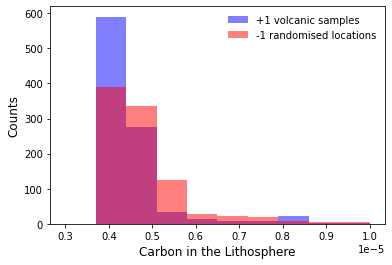 600
500
400
300
200
100
0
Counts
+1 volcanic samples
-1 randomised locations
0.3 0.4 0.5 0.6 0.7 0.8 0.9 1.0
1e−5
Carbon in the Lithosphere